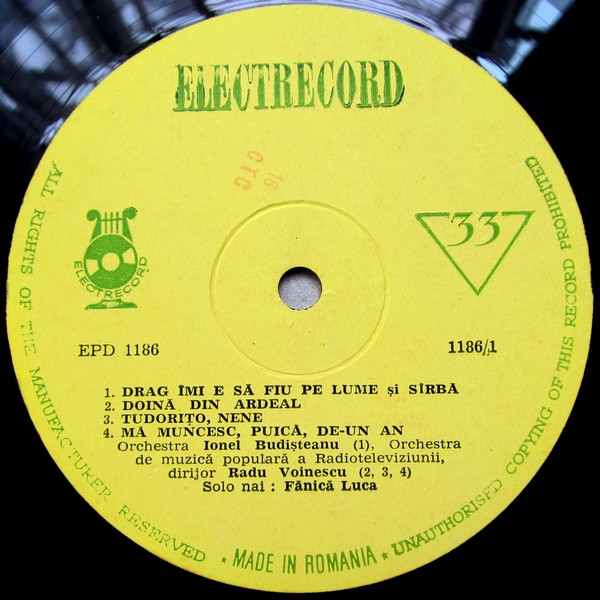 ELECTRECORD
CTC
16
ELECTRECORD
33
EPD 1186
1186/1
1. DRAG ÎMI E SĂ FIU PE LUME și SÎRBA
2. DOINĂ DIN ARDEAL
3. TUDORIȚO, NENE
4. MĂ MUNCESC, PUICĂ, DE-UN AN
Orchestra Ionel Budișteanu (1), Orchestra
de muzică populară a Radioteleviziunii,
dirijor Radu Voinescu (2, 3, 4)
Solo nai : Fănică Luca
ALL RIGHTS OF THE MANUFACTURER RESERVED * MADE IN ROMANIA * UNAUTHORISED COPYING OF THIS RECORD PROHIBITED